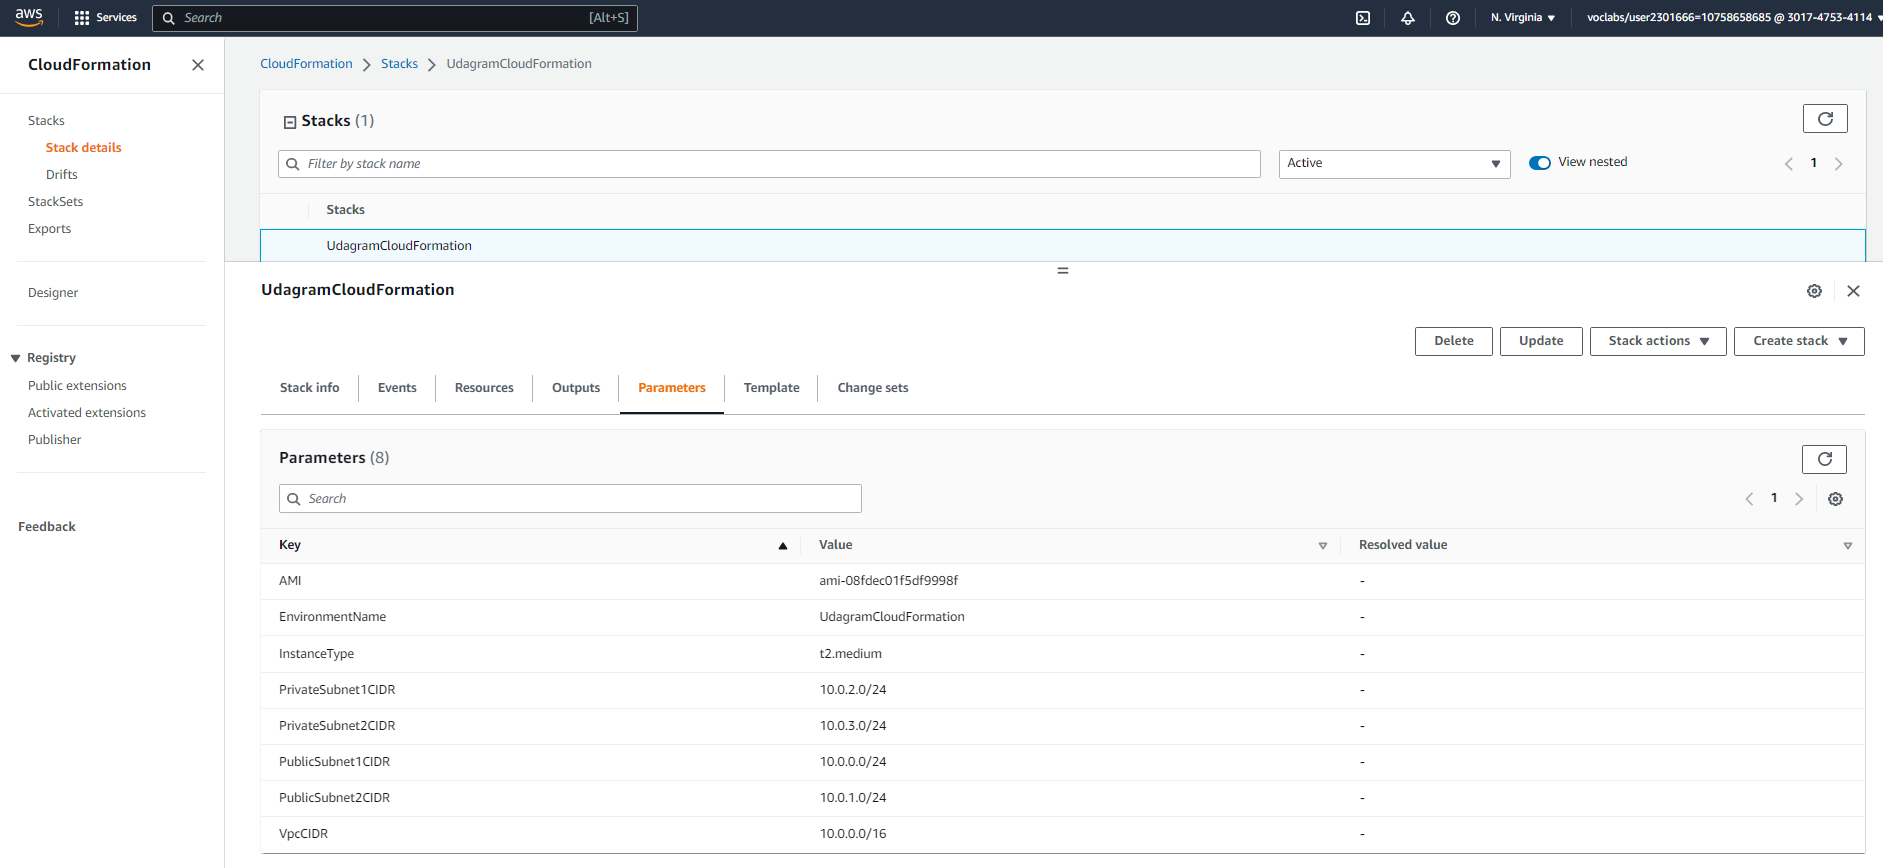 aws Services Search [Alt+S] N. Virginia voclabs/user2301666=10758658685 @ 3017-4753-4114
CloudFormation
Stacks
Stack details
Drifts
StackSets
Exports
Designer
Registry
Public extensions
Activated extensions
Publisher
Feedback
CloudFormation Stacks UdagramCloudFormation
Stacks (1)
Filter by stack name Active View nested 1
Stacks
UdagramCloudFormation
UdagramCloudFormation
Delete Update Stack actions Create stack
Stack info Events Resources Outputs Parameters Template Change sets
Parameters (8)
Search 1
Key Value Resolved value
AMI ami-08fdec01f5df9998f -
EnvironmentName UdagramCloudFormation -
InstanceType t2.medium -
PrivateSubnet1CIDR 10.0.2.0/24 -
PrivateSubnet2CIDR 10.0.3.0/24 -
PublicSubnet1CIDR 10.0.0.0/24 -
PublicSubnet2CIDR 10.0.1.0/24 -
VpcCIDR 10.0.0.0/16 -